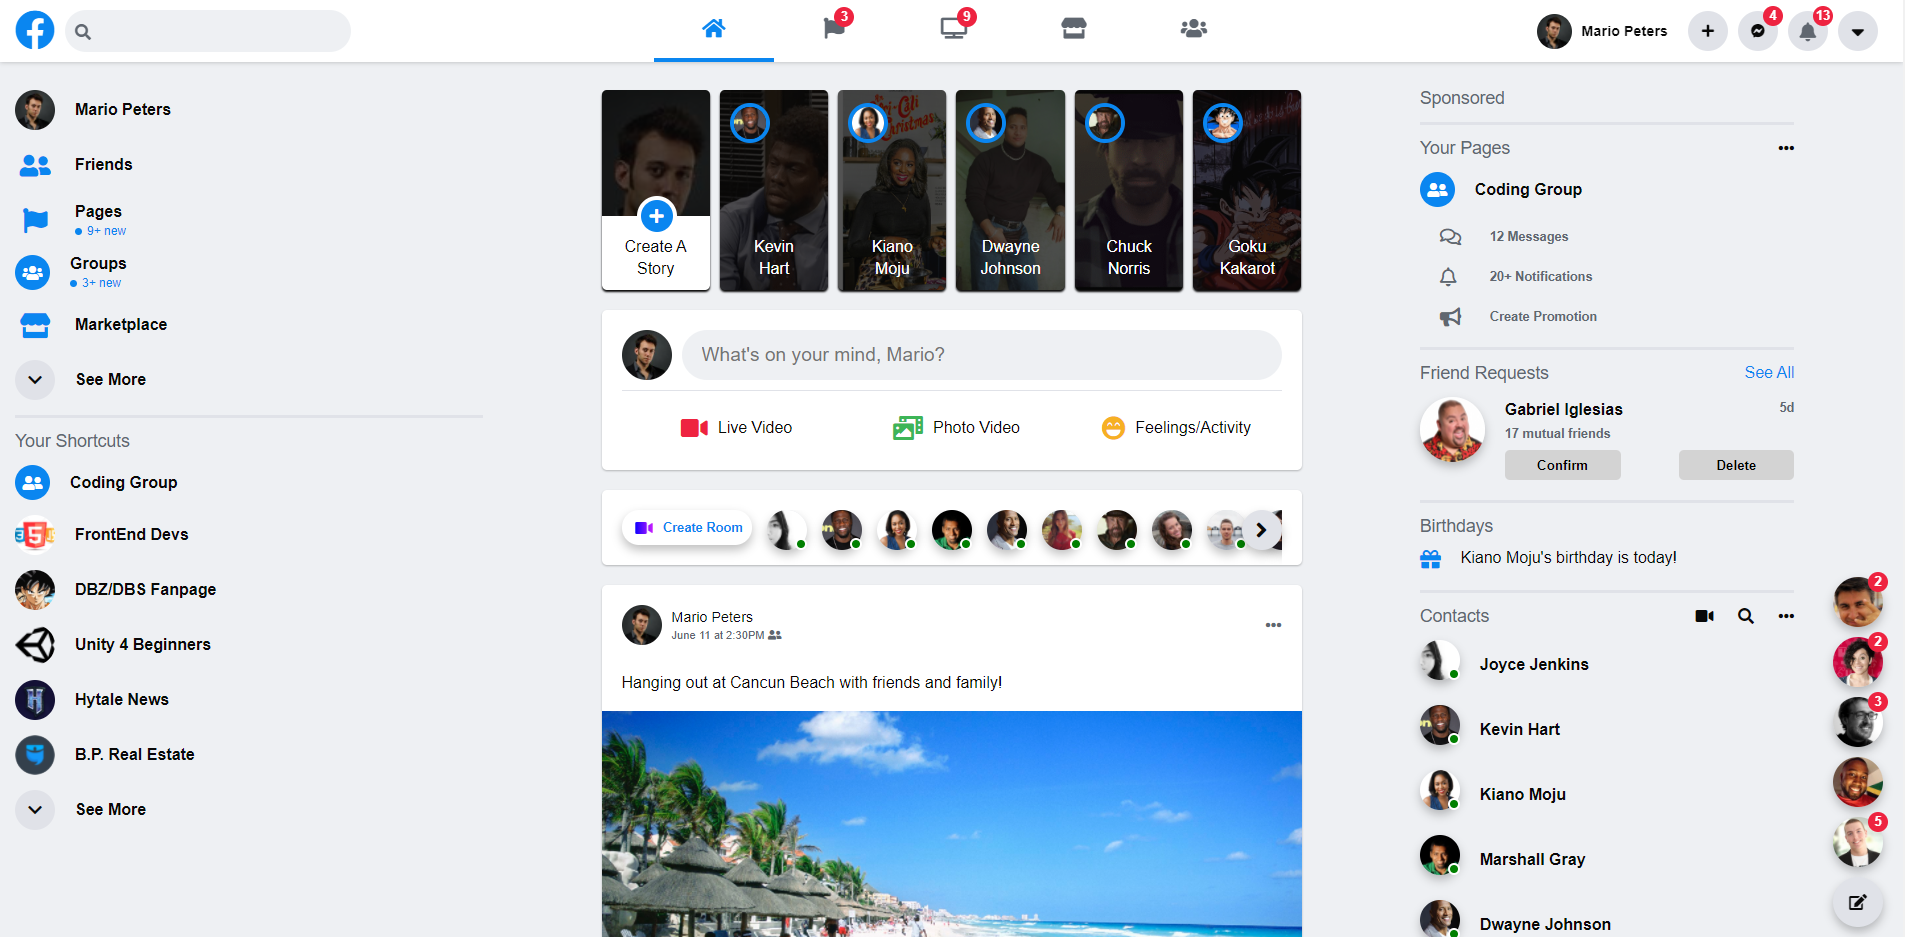 3
9
Mario Peters
4
13
Mario Peters
Friends
Pages
9+ new
Groups
3+ new
Marketplace
See More
Your Shortcuts
Coding Group
FrontEnd Devs
DBZ/DBS Fanpage
Unity 4 Beginners
Hytale News
B.P. Real Estate
See More
Create A
Story
Kevin
Hart
Kiano
Moju
Dwayne
Johnson
Chuck
Norris
Goku
Kakarot
What's on your mind, Mario?
Live Video
Photo Video
Feelings/Activity
Create Room
Mario Peters
June 11 at 2:30PM
Hanging out at Cancun Beach with friends and family!
Sponsored
Your Pages
Coding Group
12 Messages
20+ Notifications
Create Promotion
Friend Requests
See All
Gabriel Iglesias
5d
17 mutual friends
Confirm
Delete
Birthdays
Kiano Moju's birthday is today!
Contacts
Joyce Jenkins
Kevin Hart
Kiano Moju
Marshall Gray
Dwayne Johnson
2
2
3
5